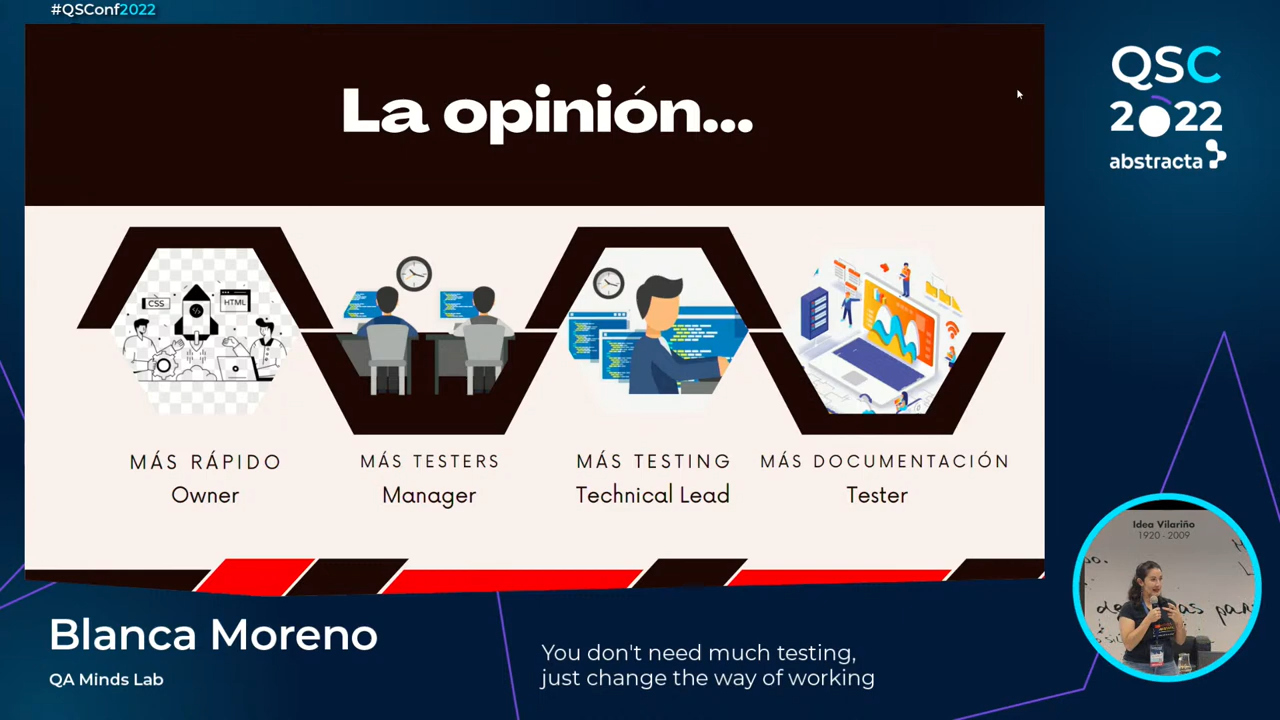 #QSConf2022
QSC
2022
abstracta
La opinión...
CSS
HTML
MÁS RÁPIDO
Owner
MÁS TESTERS
Manager
MÁS TESTING
Technical Lead
MÁS DOCUMENTACIÓN
Tester
Idea Vilariño
1920 - 2009
Blanca Moreno
QA Minds Lab
You don't need much testing,
just change the way of working